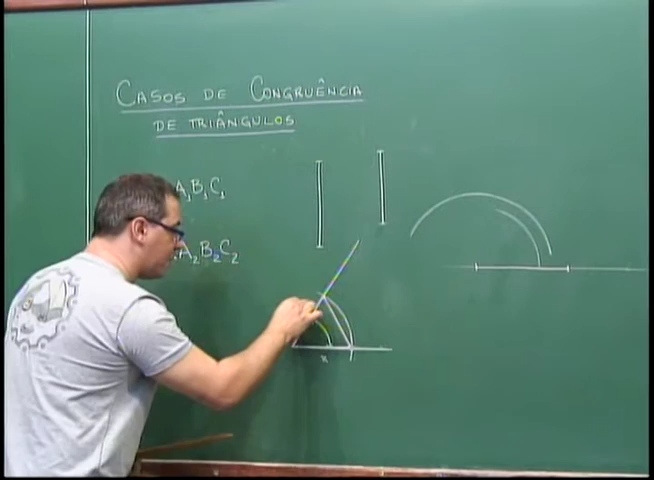 CASOS DE CONGRUÊNCIA
DE TRIÂNGULOS
A₁B₁C₁
A₂B₂C₂
x